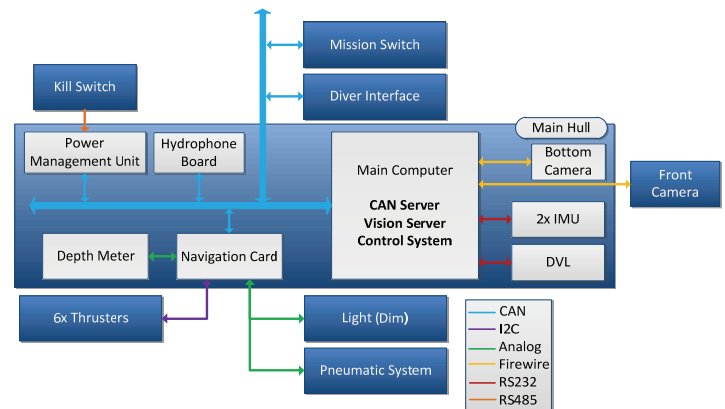 Mission Switch
Kill Switch
Diver Interface
Main Hull
Power
Management Unit
Hydrophone
Board
Main Computer
CAN Server
Vision Server
Control System
Bottom
Camera
Front
Camera
2x IMU
Depth Meter
Navigation Card
DVL
6x Thrusters
Light (Dim)
Pneumatic System
CAN
I2C
Analog
Firewire
RS232
RS485